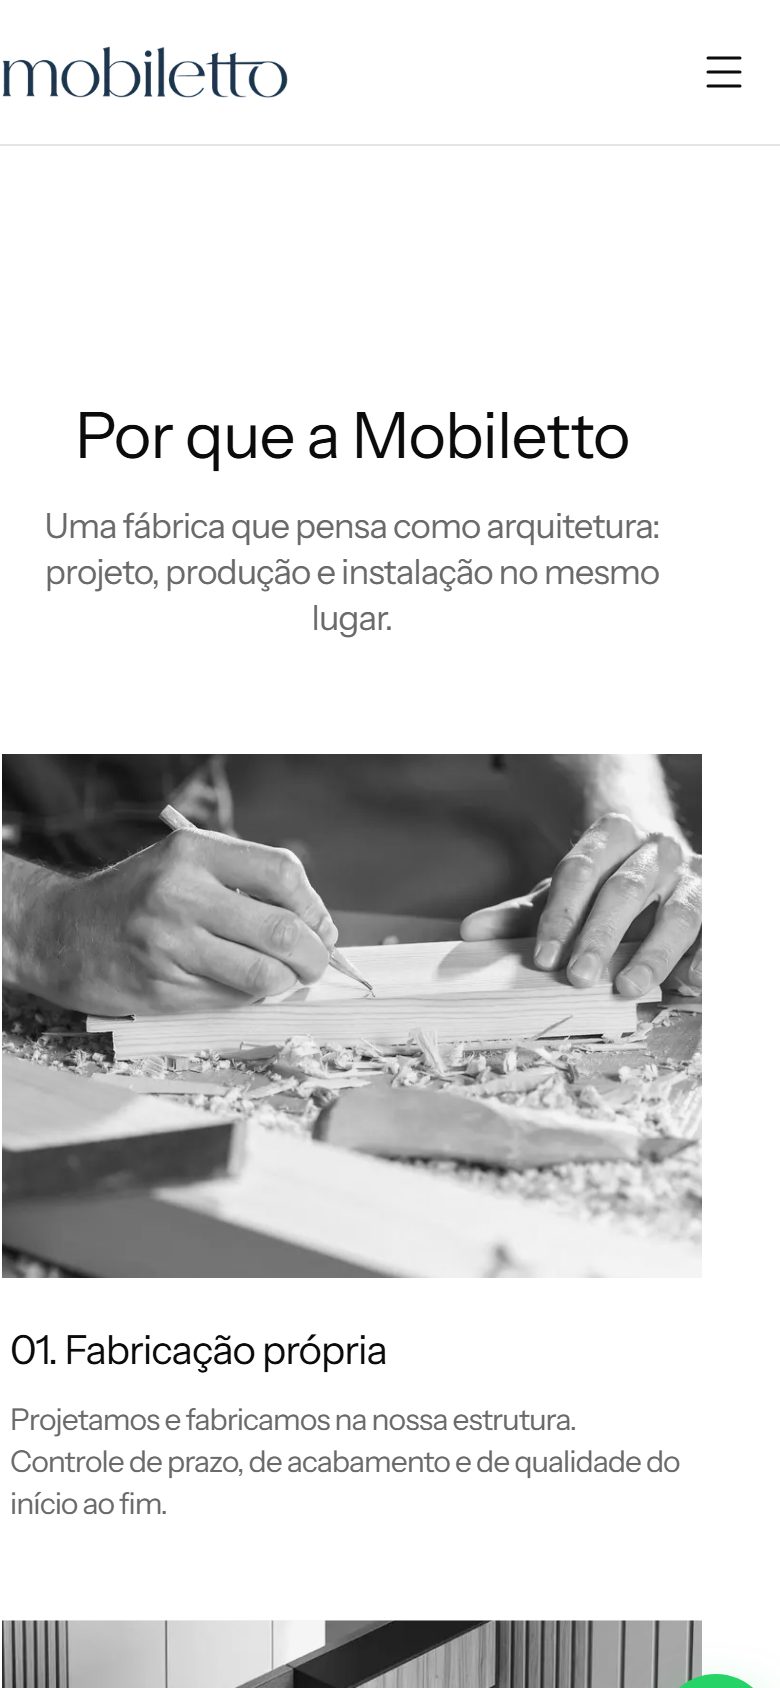 mobiletto
Por que a Mobiletto
Uma fábrica que pensa como arquitetura:
projeto, produção e instalação no mesmo
lugar.
01. Fabricação própria
Projetamos e fabricamos na nossa estrutura.
Controle de prazo, de acabamento e de qualidade do
início ao fim.